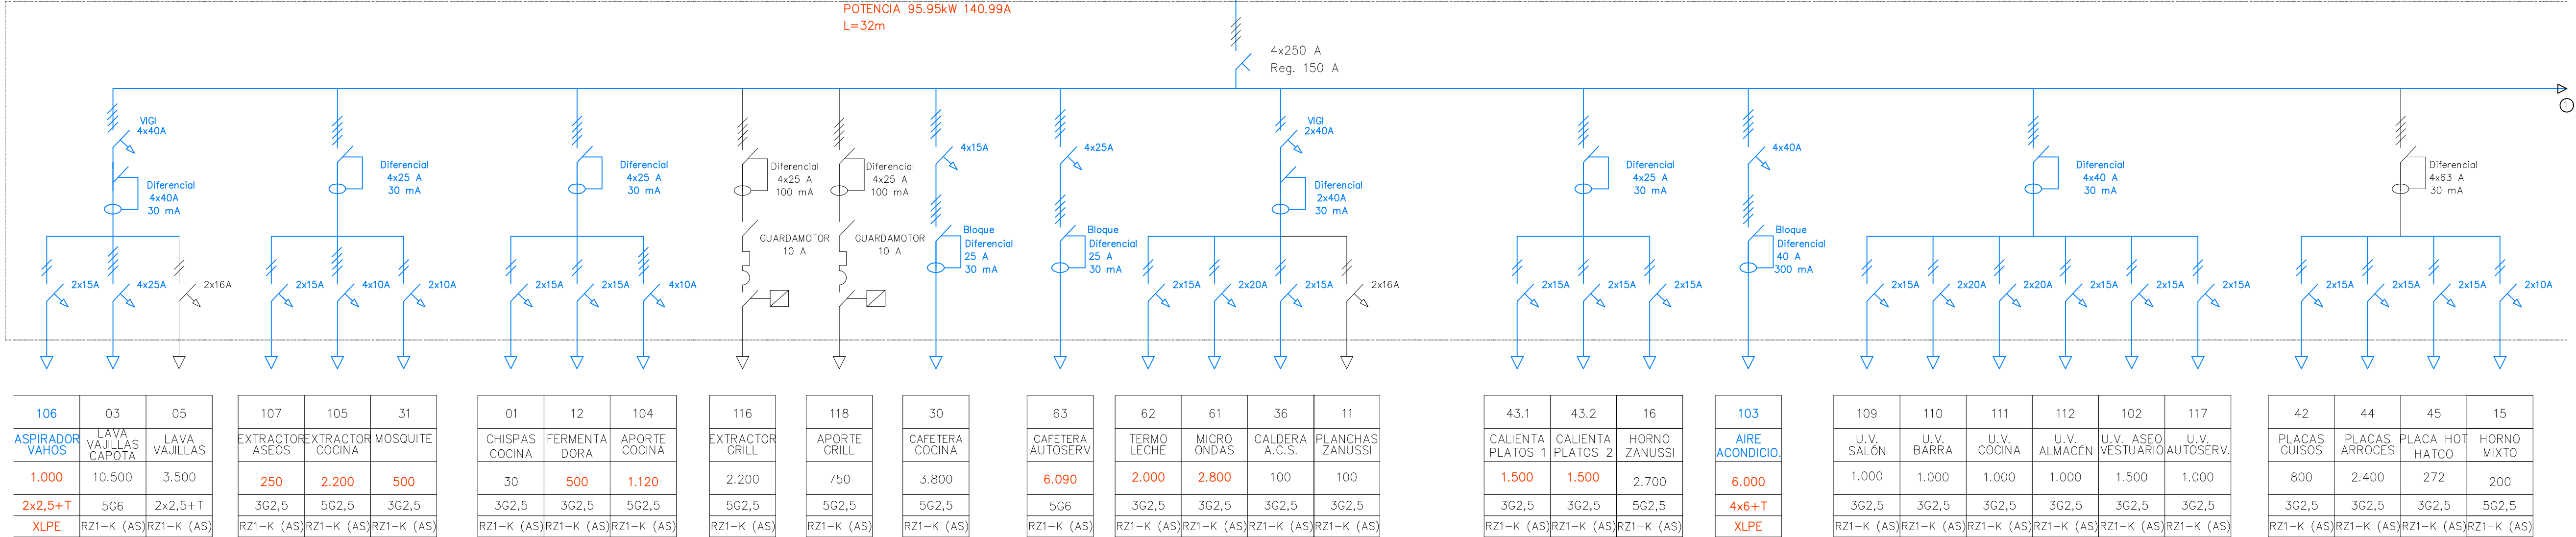 POTENCIA 95.95kW 140.99A
L=32m
4x250 A
Reg. 150 A
1
VIGI
4x40A
Diferencial
4x40A
30 mA
2x15A
4x25A
2x16A
Diferencial
4x25 A
30 mA
2x15A
4x10A
2x10A
Diferencial
4x25 A
30 mA
2x15A
2x15A
4x10A
Diferencial
4x25 A
100 mA
GUARDAMOTOR
10 A
Diferencial
4x25 A
100 mA
GUARDAMOTOR
10 A
4x15A
Bloque
Diferencial
25 A
30 mA
4x25A
Bloque
Diferencial
25 A
30 mA
VIGI
2x40A
Diferencial
2x40A
30 mA
2x15A
2x20A
2x15A
2x16A
Diferencial
4x25 A
30 mA
2x15A
2x15A
2x15A
4x40A
Bloque
Diferencial
40 A
300 mA
Diferencial
4x40 A
30 mA
2x15A
2x20A
2x20A
2x15A
2x15A
2x15A
Diferencial
4x63 A
30 mA
2x15A
2x15A
2x15A
2x10A
106 03 05
ASPIRADOR VAHOS
LAVA VAJILLAS CAPOTA
LAVA VAJILLAS
1.000 10.500 3.500
2x2,5+T 5G6 2x2,5+T
XLPE RZ1-K (AS) RZ1-K (AS)
107 105 31
EXTRACTOR ASEOS
EXTRACTOR COCINA
MOSQUITE
250 2.200 500
3G2,5 5G2,5 3G2,5
RZ1-K (AS) RZ1-K (AS) RZ1-K (AS)
01 12 104
CHISPAS COCINA
FERMENTA DORA
APORTE COCINA
30 500 1.120
3G2,5 3G2,5 5G2,5
RZ1-K (AS) RZ1-K (AS) RZ1-K (AS)
116
EXTRACTOR GRILL
2.200
5G2,5
RZ1-K (AS)
118
APORTE GRILL
750
5G2,5
RZ1-K (AS)
30
CAFETERA COCINA
3.800
5G2,5
RZ1-K (AS)
63
CAFETERA AUTOSERV
6.090
5G6
RZ1-K (AS)
62 61 36 11
TERMO LECHE
MICRO ONDAS
CALDERA A.C.S.
PLANCHAS ZANUSSI
2.000 2.800 100 100
3G2,5 3G2,5 3G2,5 3G2,5
RZ1-K (AS) RZ1-K (AS) RZ1-K (AS) RZ1-K (AS)
43.1 43.2 16
CALIENTA PLATOS 1
CALIENTA PLATOS 2
HORNO ZANUSSI
1.500 1.500 2.700
3G2,5 3G2,5 5G2,5
RZ1-K (AS) RZ1-K (AS) RZ1-K (AS)
103
AIRE ACONDICIO.
6.000
4x6+T
XLPE
109 110 111 112 102 117
U.V. SALÓN
U.V. BARRA
U.V. COCINA
U.V. ALMACÉN
U.V. ASEO VESTUARIO
U.V. AUTOSERV.
1.000 1.000 1.000 1.000 1.500 1.000
3G2,5 3G2,5 3G2,5 3G2,5 3G2,5 3G2,5
RZ1-K (AS) RZ1-K (AS) RZ1-K (AS) RZ1-K (AS) RZ1-K (AS) RZ1-K (AS)
42 44 45 15
PLACAS GUISOS
PLACAS ARROCES
PLACA HOT HATCO
HORNO MIXTO
800 2.400 272 200
3G2,5 3G2,5 3G2,5 5G2,5
RZ1-K (AS) RZ1-K (AS) RZ1-K (AS) RZ1-K (AS)